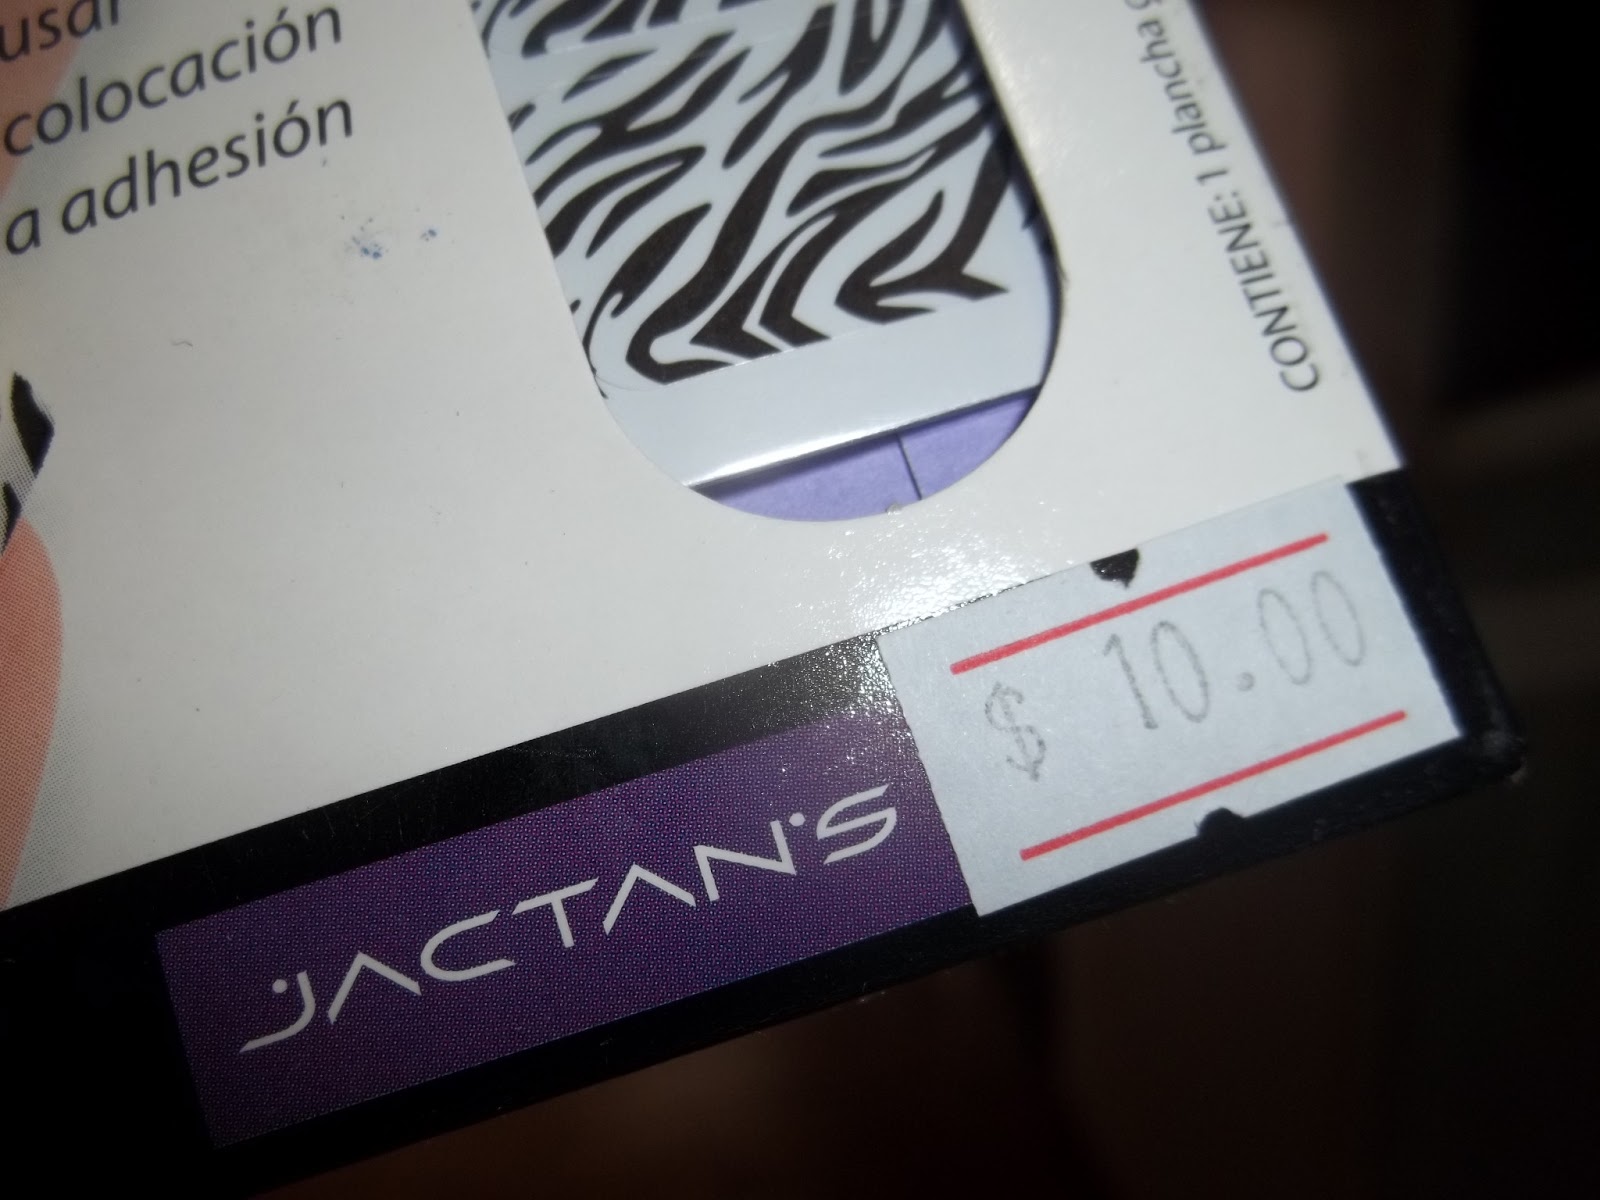 usar
colocación
a adhesión
CONTIENE: 1 plancha
$ 10.00
JACTAN'S